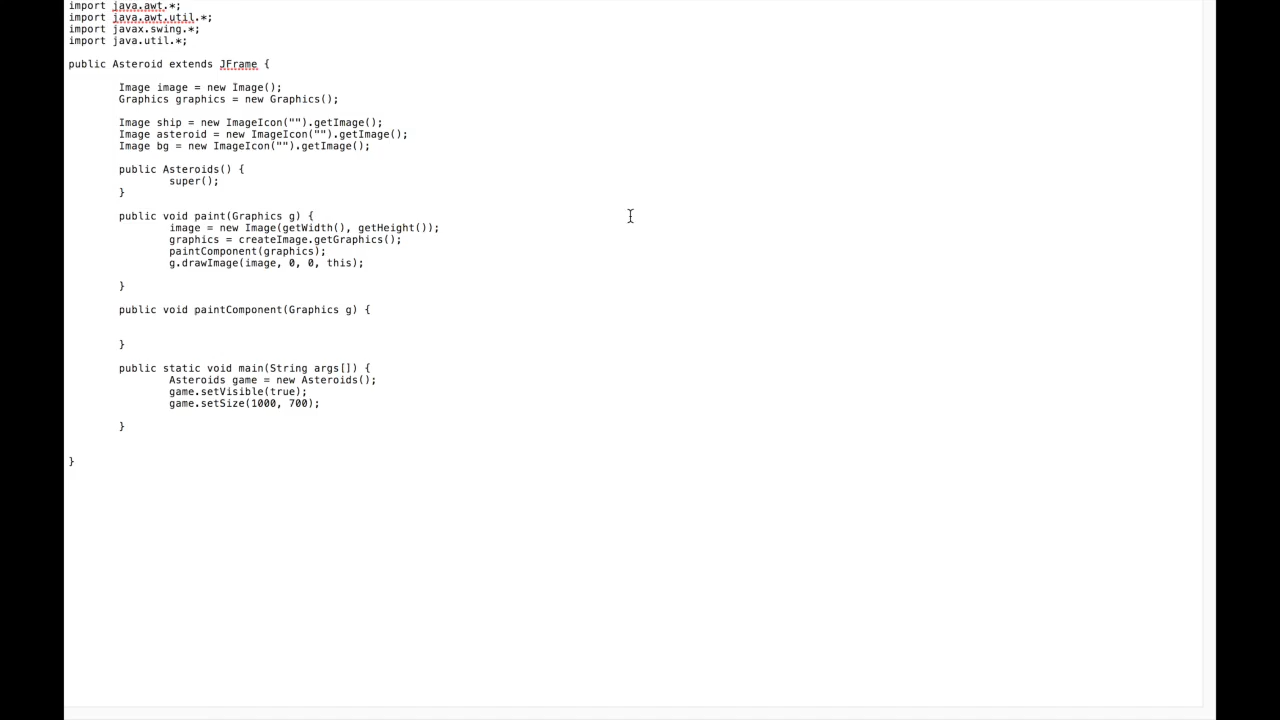 import java.awt.*;
import java.awt.util.*;
import javax.swing.*;
import java.util.*;
public Asteroid extends JFrame {
Image image = new Image();
Graphics graphics = new Graphics();
Image ship = new ImageIcon("").getImage();
Image asteroid = new ImageIcon("").getImage();
Image bg = new ImageIcon("").getImage();
public Asteroids() {
super();
}
public void paint(Graphics g) {
image = new Image(getWidth(), getHeight());
graphics = createImage.getGraphics();
paintComponent(graphics);
g.drawImage(image, 0, 0, this);
}
public void paintComponent(Graphics g) {
}
public static void main(String args[]) {
Asteroids game = new Asteroids();
game.setVisible(true);
game.setSize(1000, 700);
}
}